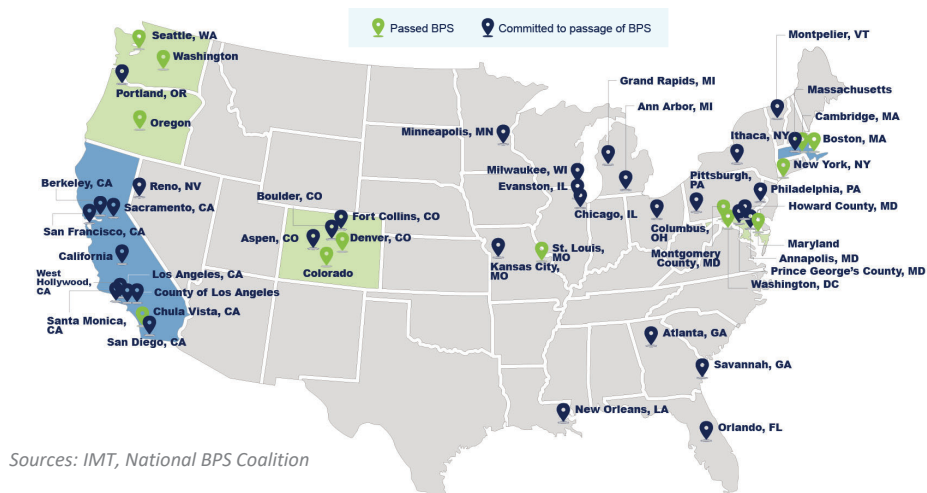 Passed BPS
Committed to passage of BPS
Seattle, WA
Washington
Portland, OR
Oregon
Berkeley, CA
Reno, NV
Sacramento, CA
San Francisco, CA
California
West
Hollywood,
CA
Los Angeles, CA
County of Los Angeles
Santa Monica,
CA
Chula Vista, CA
San Diego, CA
Boulder, CO
Fort Collins, CO
Aspen, CO
Denver, CO
Colorado
Minneapolis, MN
Milwaukee, WI
Evanston, IL
Chicago, IL
Grand Rapids, MI
Ann Arbor, MI
Kansas City,
MO
St. Louis,
MO
Columbus,
OH
Pittsburgh,
PA
Ithaca, NY
Montpelier, VT
Massachusetts
Cambridge, MA
Boston, MA
New York, NY
Philadelphia, PA
Howard County, MD
Montgomery
County, MD
Maryland
Annapolis, MD
Prince George's County, MD
Washington, DC
Atlanta, GA
Savannah, GA
New Orleans, LA
Orlando, FL
Sources: IMT, National BPS Coalition